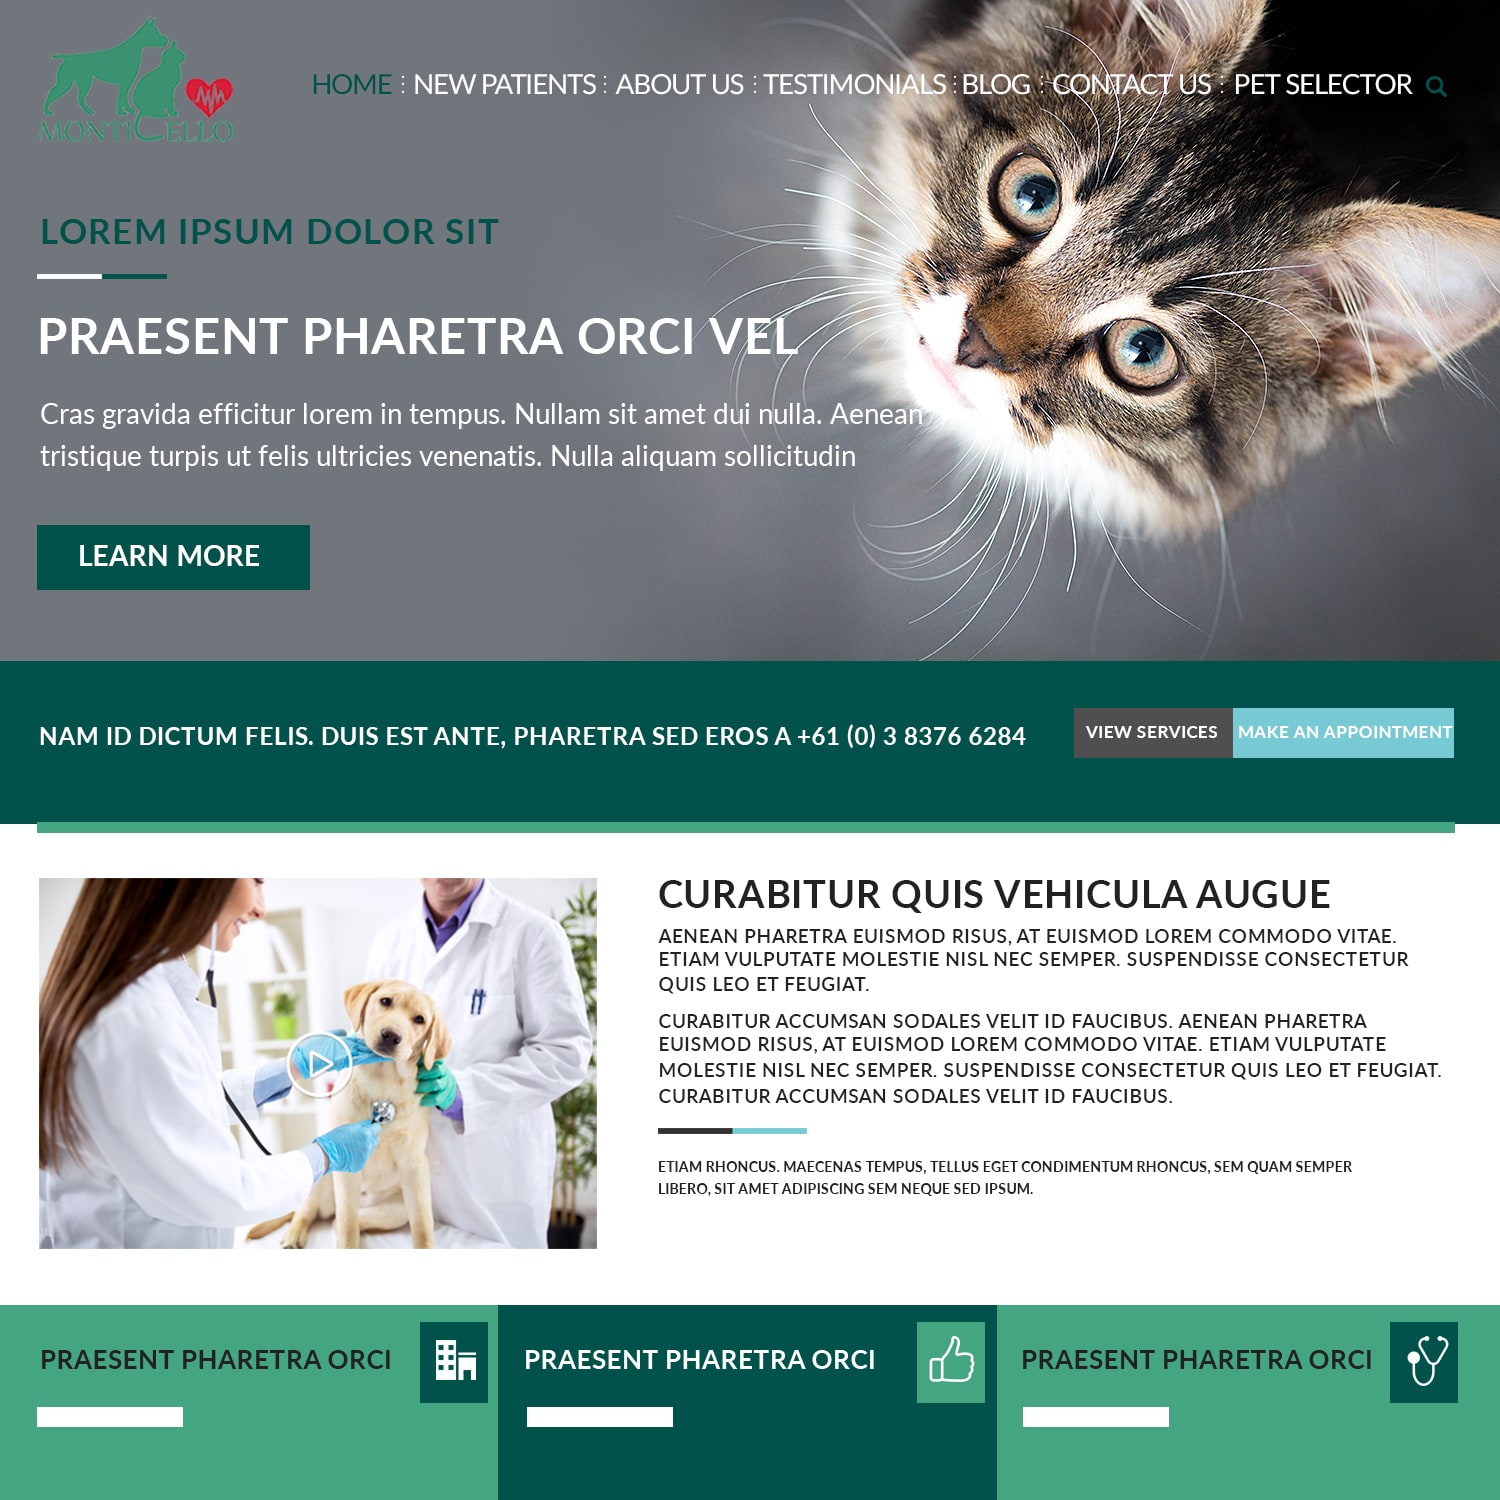 MONTICELLO
HOME NEW PATIENTS ABOUT US TESTIMONIALS BLOG CONTACT US PET SELECTOR
LOREM IPSUM DOLOR SIT
PRAESENT PHARETRA ORCI VEL
Cras gravida efficitur lorem in tempus. Nullam sit amet dui nulla. Aenean
tristique turpis ut felis ultricies venenatis. Nulla aliquam sollicitudin
LEARN MORE
NAM ID DICTUM FELIS. DUIS EST ANTE, PHARETRA SED EROS A +61 (0) 3 8376 6284
VIEW SERVICES
MAKE AN APPOINTMENT
CURABITUR QUIS VEHICULA AUGUE
AENEAN PHARETRA EUISMOD RISUS, AT EUISMOD LOREM COMMODO VITAE.
ETIAM VULPUTATE MOLESTIE NISL NEC SEMPER. SUSPENDISSE CONSECTETUR
QUIS LEO ET FEUGIAT.
CURABITUR ACCUMSAN SODALES VELIT ID FAUCIBUS. AENEAN PHARETRA
EUISMOD RISUS, AT EUISMOD LOREM COMMODO VITAE. ETIAM VULPUTATE
MOLESTIE NISL NEC SEMPER. SUSPENDISSE CONSECTETUR QUIS LEO ET FEUGIAT.
CURABITUR ACCUMSAN SODALES VELIT ID FAUCIBUS.
ETIAM RHONCUS. MAECENAS TEMPUS, TELLUS EGET CONDIMENTUM RHONCUS, SEM QUAM SEMPER
LIBERO, SIT AMET ADIPISCING SEM NEQUE SED IPSUM.
PRAESENT PHARETRA ORCI
PRAESENT PHARETRA ORCI
PRAESENT PHARETRA ORCI